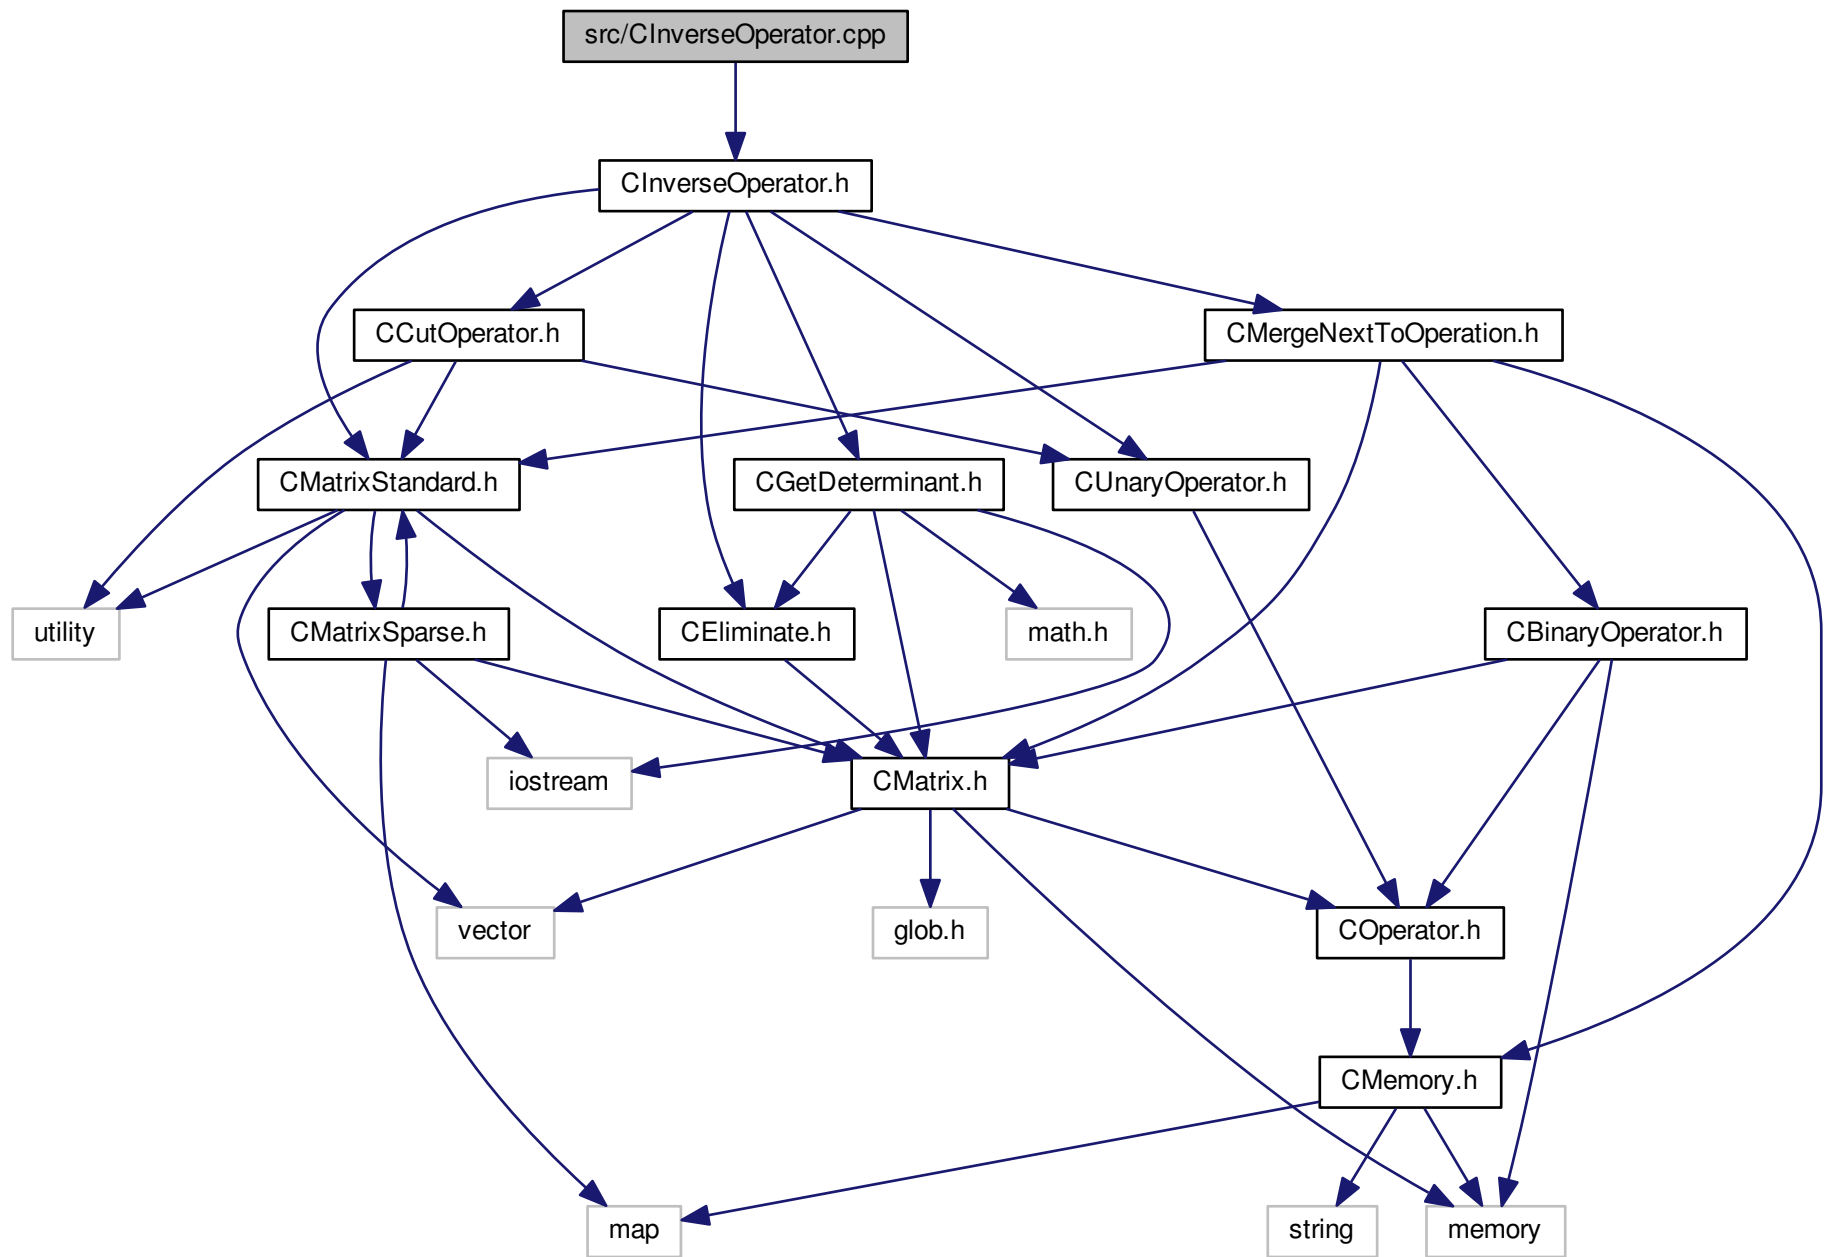 src/CInverseOperator.cpp
CInverseOperator.h
CCutOperator.h
CMergeNextToOperation.h
CMatrixStandard.h
CGetDeterminant.h
CUnaryOperator.h
utility
CMatrixSparse.h
CEliminate.h
math.h
CBinaryOperator.h
iostream
CMatrix.h
vector
glob.h
COperator.h
CMemory.h
map
string
memory